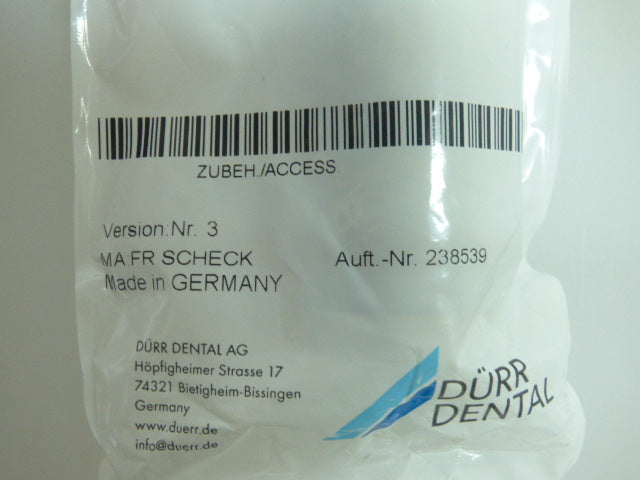 ZUBEH./ACCESS.
Version:Nr. 3
MA:FR SCHECK Auft.-Nr. 238539
Made in GERMANY
DÜRR DENTAL AG
Höpfigheimer Strasse 17
74321 Bietigheim-Bissingen
Germany
www.duerr.de
info@duerr.de
DÜRR
DENTAL